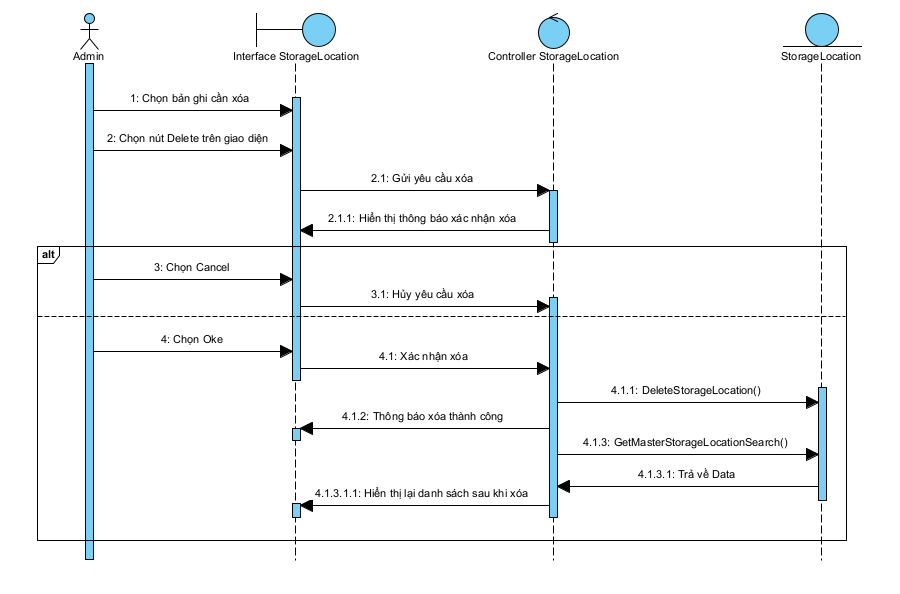 Admin
Interface StorageLocation
Controller StorageLocation
StorageLocation
1: Chọn bản ghi cần xóa
2: Chọn nút Delete trên giao diện
2.1: Gửi yêu cầu xóa
2.1.1: Hiển thị thông báo xác nhận xóa
alt
3: Chọn Cancel
3.1: Hủy yêu cầu xóa
4: Chọn Oke
4.1: Xác nhận xóa
4.1.1: DeleteStorageLocation()
4.1.2: Thông báo xóa thành công
4.1.3: GetMasterStorageLocationSearch()
4.1.3.1: Trả về Data
4.1.3.1.1: Hiển thị lại danh sách sau khi xóa